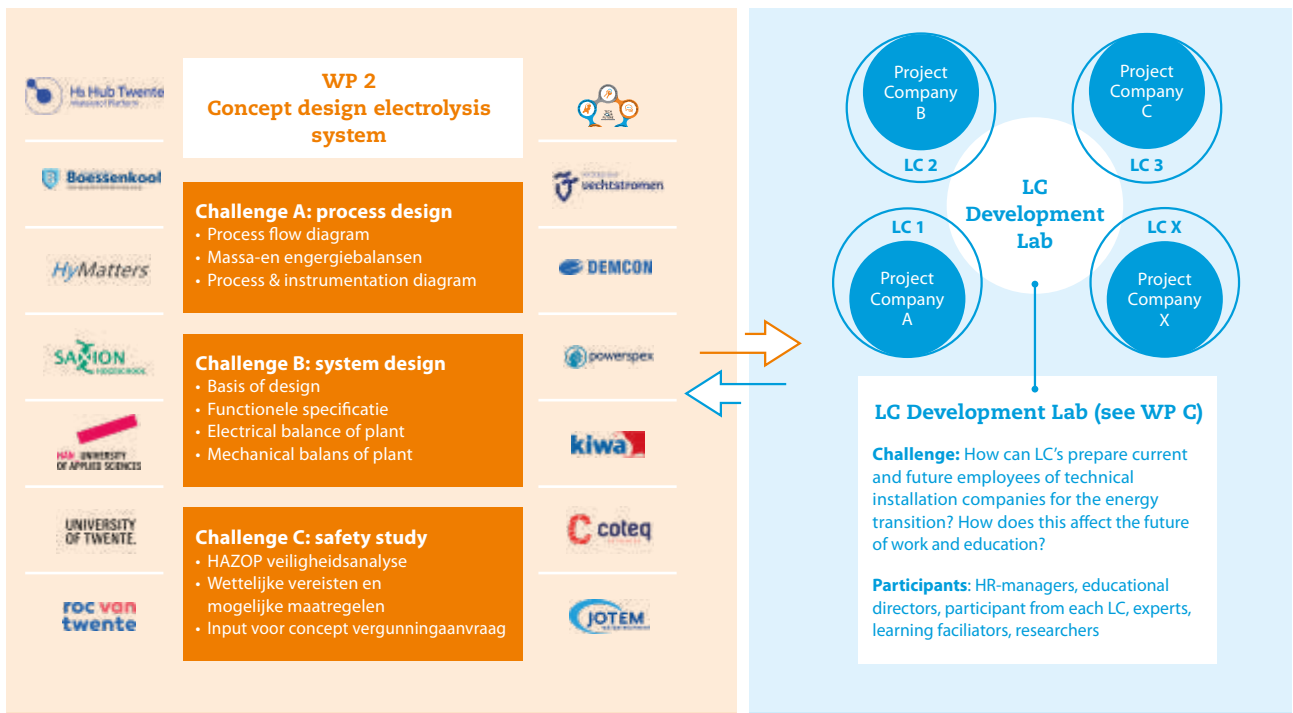 H₂ Hub Twente
Boessenkool
HyMatters
SAXION
HOGESCHOOL
HAN UNIVERSITY
OF APPLIED SCIENCES
UNIVERSITY
OF TWENTE.
roc van
twente
WP 2
Concept design electrolysis
system
Challenge A: process design
• Process flow diagram
• Massa-en engergiebalansen
• Process & instrumentation diagram
Challenge B: system design
• Basis of design
• Functionele specificatie
• Electrical balance of plant
• Mechanical balans of plant
Challenge C: safety study
• HAZOP veiligheidsanalyse
• Wettelijke vereisten en
mogelijke maatregelen
• Input voor concept vergunningaanvraag
vechtstromen
DEMCON
powerspex
kiwa
coteq
JOTEM
Project
Company
B
LC 2
Project
Company
C
LC 3
LC
Development
Lab
LC 1
Project
Company
A
LC X
Project
Company
X
LC Development Lab (see WP C)
Challenge: How can LC’s prepare current
and future employees of technical
installation companies for the energy
transition? How does this affect the future
of work and education?
Participants: HR-managers, educational
directors, participant from each LC, experts,
learning faciliators, researchers